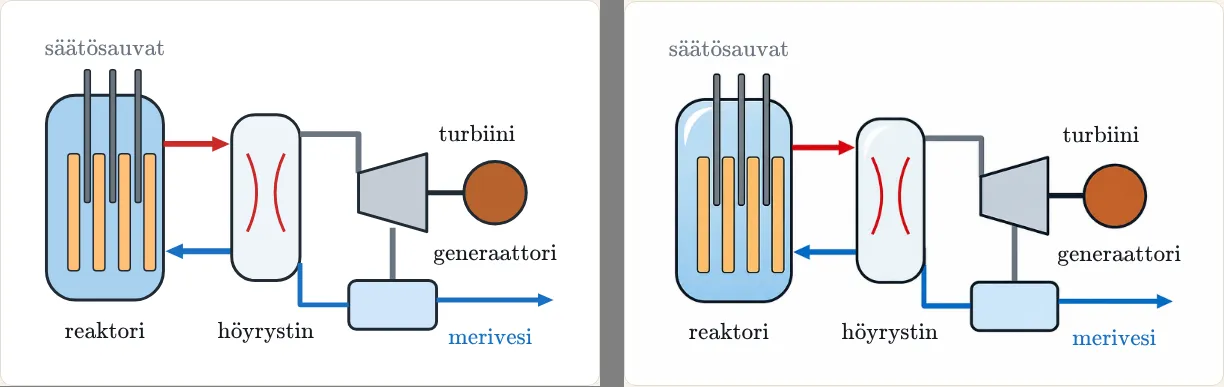 säätösauvat
turbiini
generaattori
reaktori
höyrystin
merivesi
säätösauvat
turbiini
generaattori
reaktori
höyrystin
merivesi